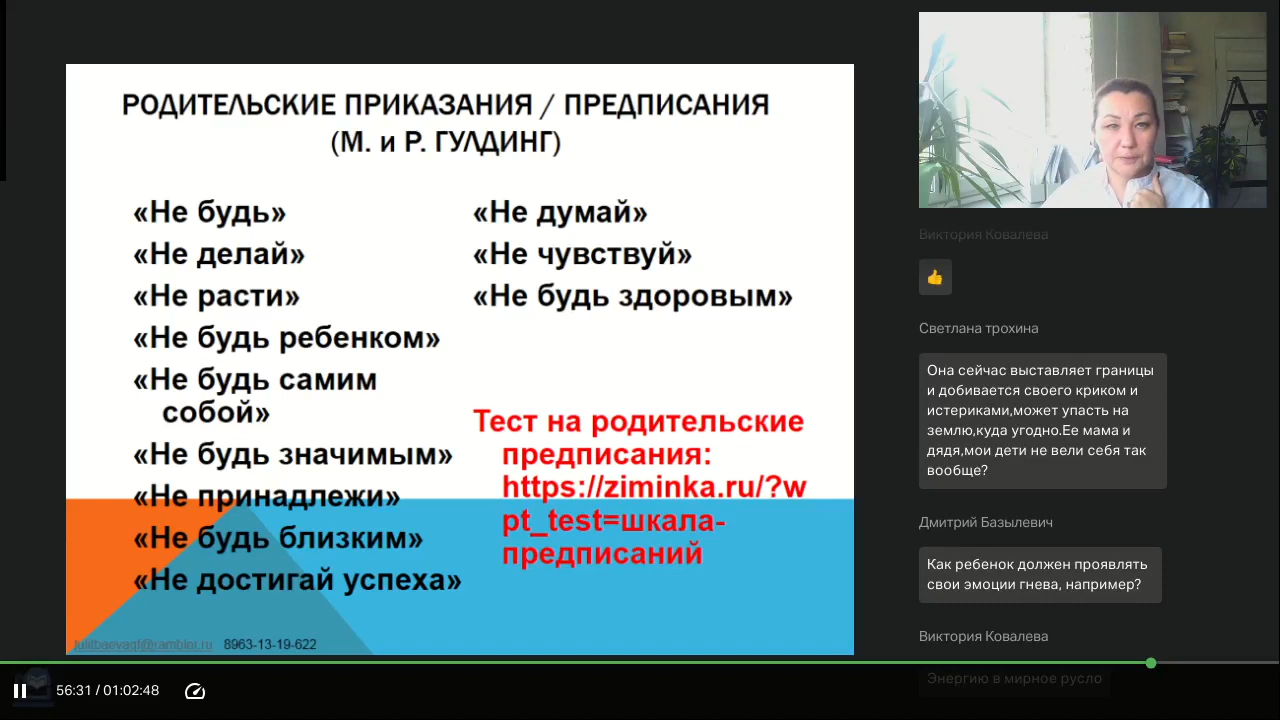 РОДИТЕЛЬСКИЕ ПРИКАЗАНИЯ / ПРЕДПИСАНИЯ
(М. и Р. ГУЛДИНГ)
«Не будь»
«Не делай»
«Не расти»
«Не будь ребенком»
«Не будь самим
собой»
«Не будь значимым»
«Не принадлежи»
«Не будь близким»
«Не достигай успеха»
«Не думай»
«Не чувствуй»
«Не будь здоровым»
Тест на родительские
предписания:
https://ziminka.ru/?w
pt_test=шкала-
предписаний
8963-13-19-622
Виктория Ковалева
Светлана трохина
Она сейчас выставляет границы
и добивается своего криком и
истериками,может упасть на
землю,куда угодно.Ее мама и
дядя,мои дети не вели себя так
вообще?
Дмитрий Базылевич
Как ребенок должен проявлять
свои эмоции гнева, например?
Виктория Ковалева
Энергию в мирное русло
56:31 / 01:02:48